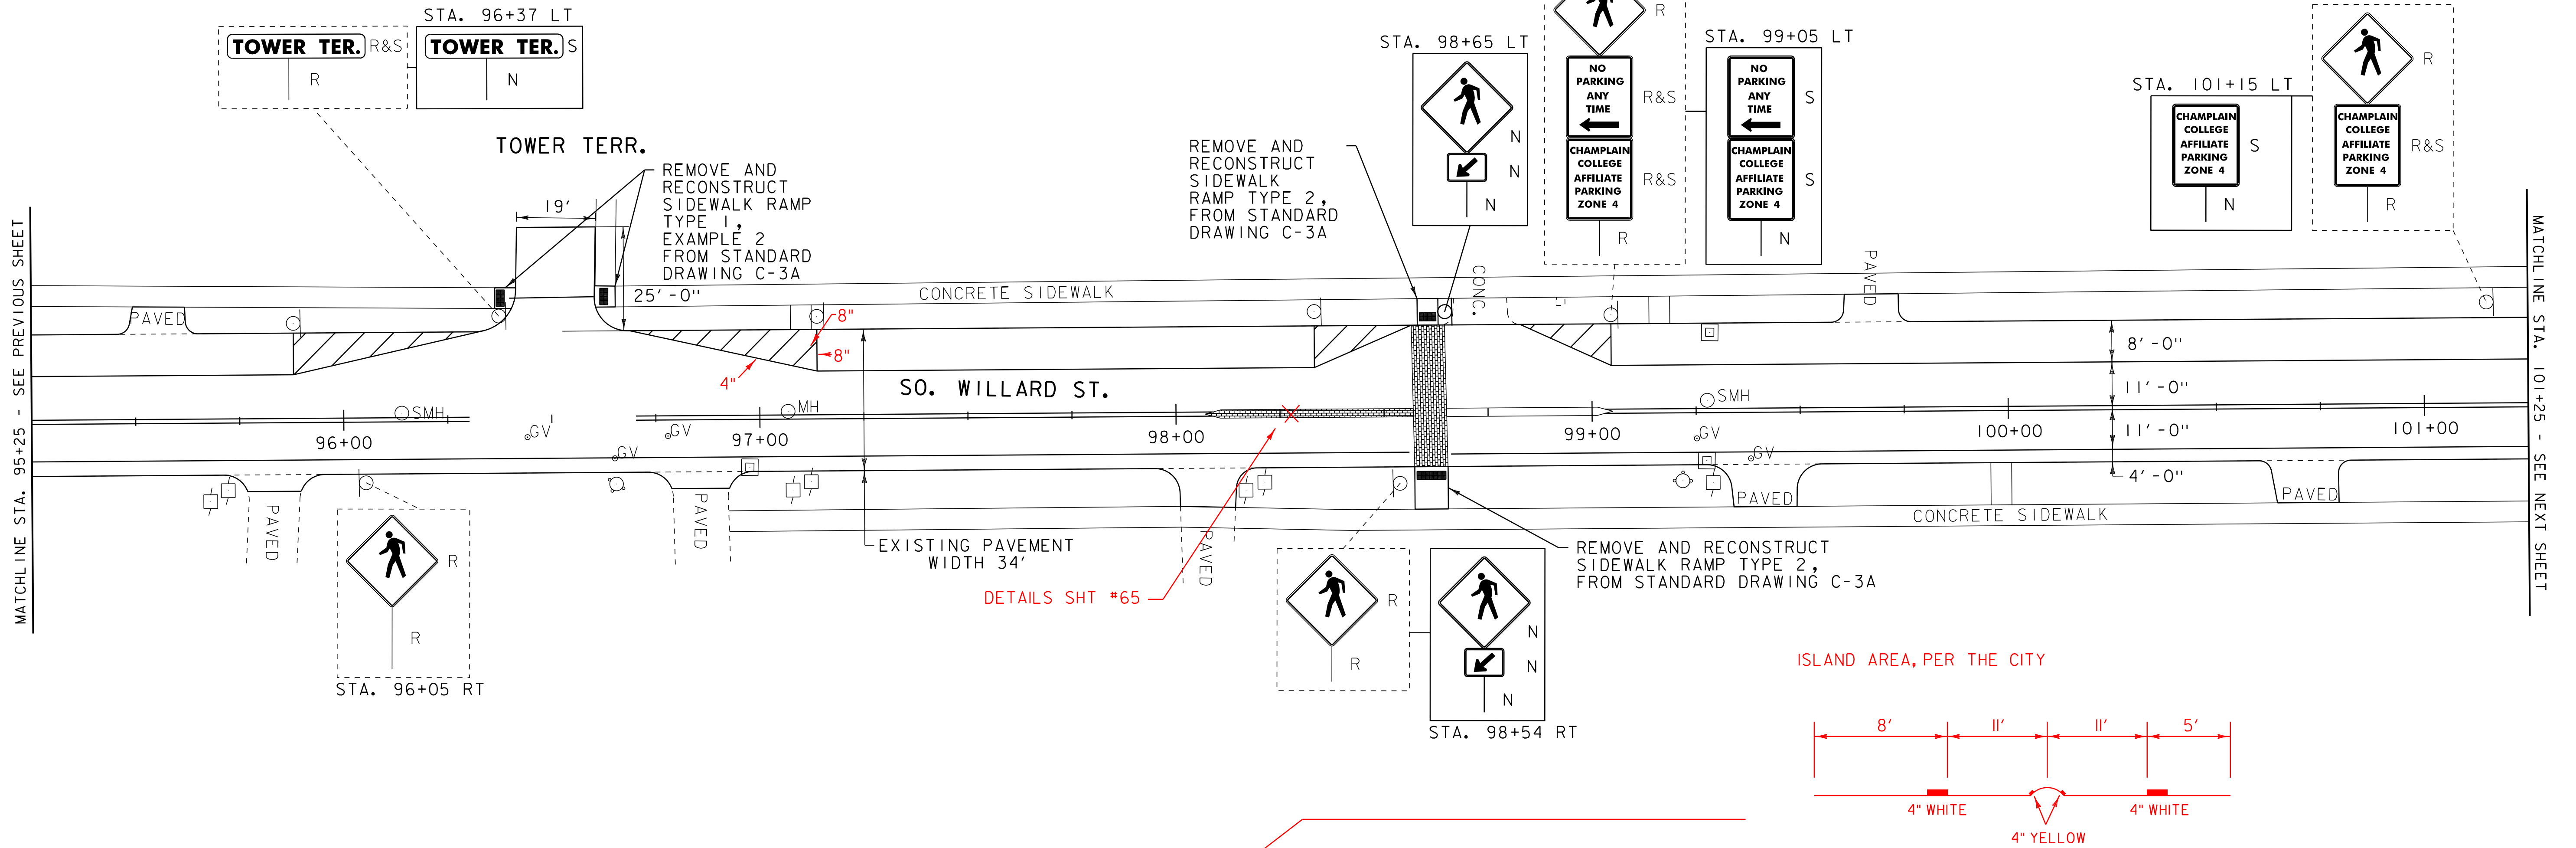 STA. 96+37 LT
TOWER TER. R&S
R
TOWER TER. S
N
TOWER TERR.
REMOVE AND
RECONSTRUCT
SIDEWALK RAMP
TYPE 1,
EXAMPLE 2
FROM STANDARD
DRAWING C-3A
19'
25'-0"
REMOVE AND
RECONSTRUCT
SIDEWALK
RAMP TYPE 2,
FROM STANDARD
DRAWING C-3A
STA. 98+65 LT
N
N
N
R
NO
PARKING
ANY
TIME
R&S
CHAMPLAIN
COLLEGE
AFFILIATE
PARKING
ZONE 4
R&S
R
STA. 99+05 LT
NO
PARKING
ANY
TIME
S
CHAMPLAIN
COLLEGE
AFFILIATE
PARKING
ZONE 4
S
N
STA. 101+15 LT
CHAMPLAIN
COLLEGE
AFFILIATE
PARKING
ZONE 4
S
N
R
CHAMPLAIN
COLLEGE
AFFILIATE
PARKING
ZONE 4
R&S
R
MATCHLINE STA. 95+25 - SEE PREVIOUS SHEET
PAVED
CONCRETE SIDEWALK
CONC.
PAVED
8"
8"
4"
SO. WILLARD ST.
8'-0"
11'-0"
11'-0"
4'-0"
SMH
MH
SMH
GV
GV
GV
GV
GV
96+00
97+00
98+00
99+00
100+00
101+00
PAVED
PAVED
PAVED
PAVED
PAVED
CONCRETE SIDEWALK
MATCHLINE STA. 101+25 - SEE NEXT SHEET
R
R
STA. 96+05 RT
EXISTING PAVEMENT
WIDTH 34'
DETAILS SHT #65
R
R
N
N
N
STA. 98+54 RT
REMOVE AND RECONSTRUCT
SIDEWALK RAMP TYPE 2,
FROM STANDARD DRAWING C-3A
ISLAND AREA, PER THE CITY
8' 11' 11' 5'
4" WHITE
4" WHITE
4" YELLOW